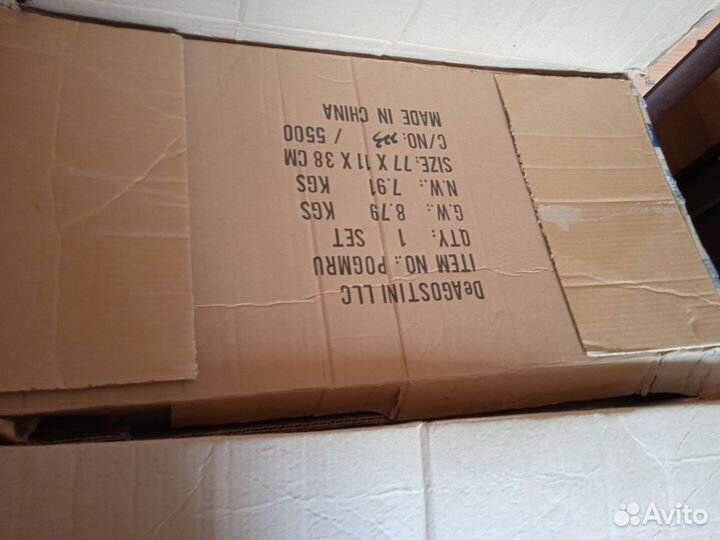 DeAGOSTINI LLC
ITEM NO.: POGMRU
QTY: 1 SET
G.W.: 8.79 KGS
N.W.: 7.91 KGS
SIZE: 77 X 11 X 38 CM
C/NO: / 5500
MADE IN CHINA
Avito